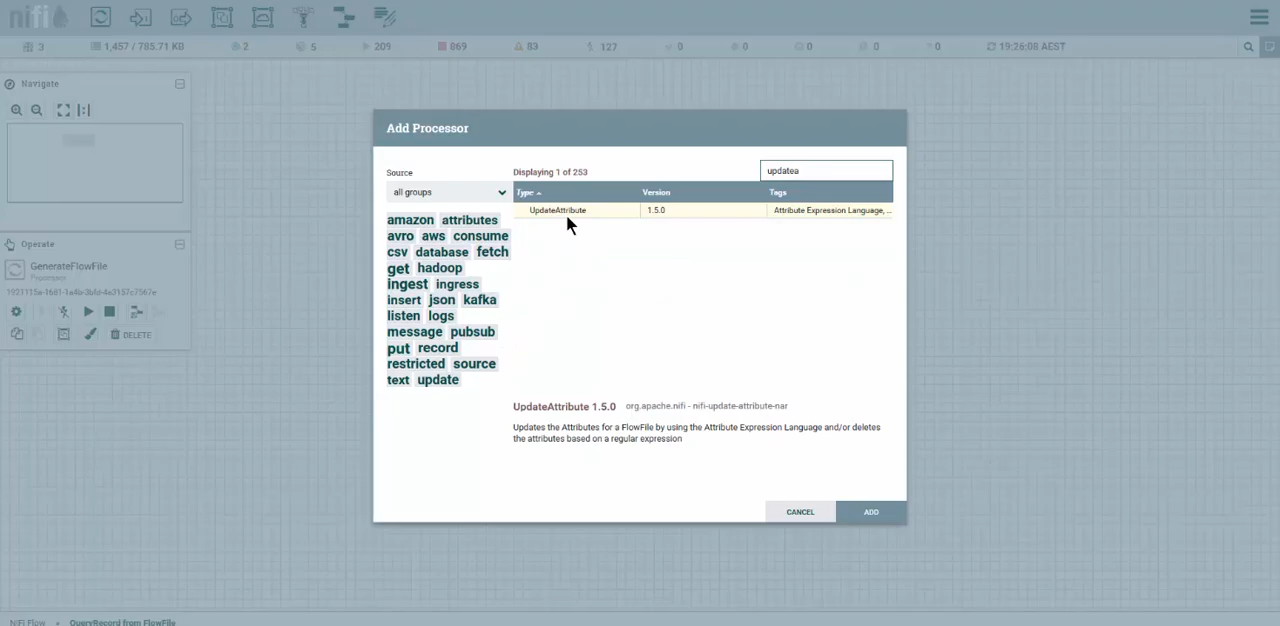 nifi
3 1,457 / 785.71 KB 2 5 209 869 83 127 0 0 0 0 0 19:26:08 AEST
Navigate
Operate
GenerateFlowFile
Processor
DELETE
Add Processor
Source
Displaying 1 of 253
updatea
all groups
Type Version Tags
UpdateAttribute 1.5.0 Attribute Expression Language, ...
amazon attributes
avro aws consume
csv database fetch
get hadoop
ingest ingress
insert json kafka
listen logs
message pubsub
put record
restricted source
text update
UpdateAttribute 1.5.0 org.apache.nifi - nifi-update-attribute-nar
Updates the Attributes for a FlowFile by using the Attribute Expression Language and/or deletes
the attributes based on a regular expression
CANCEL ADD
NiFi Flow QueryRecord from FlowFile